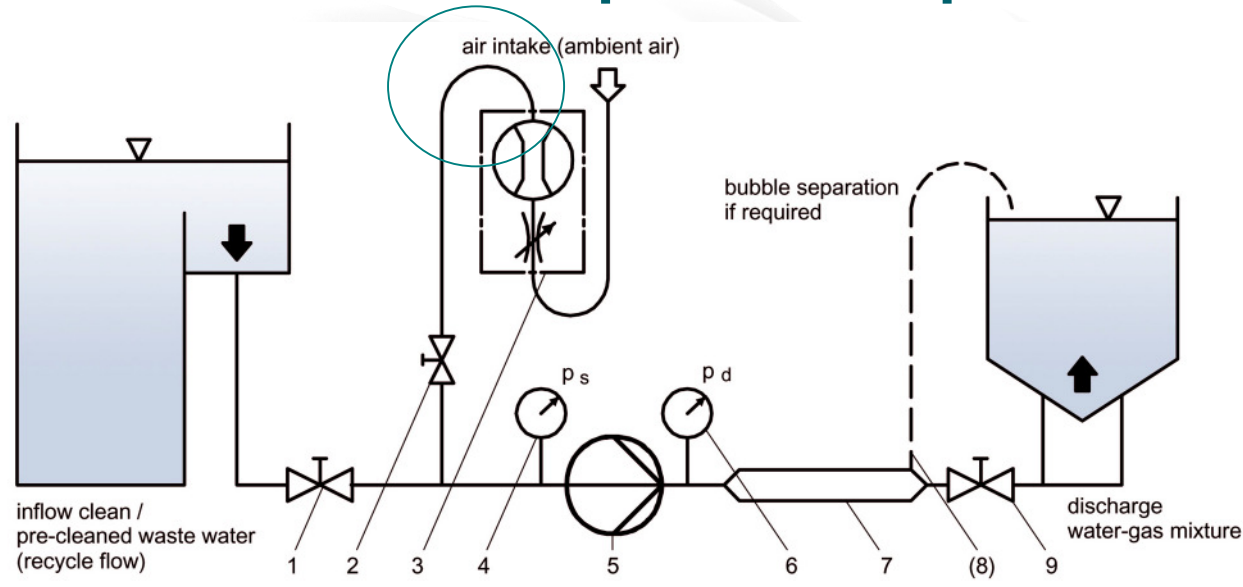 air intake (ambient air)
bubble separation
if required
p s
p d
inflow clean /
pre-cleaned waste water
(recycle flow)
discharge
water-gas mixture
1 2 3 4 5 6 7 (8) 9